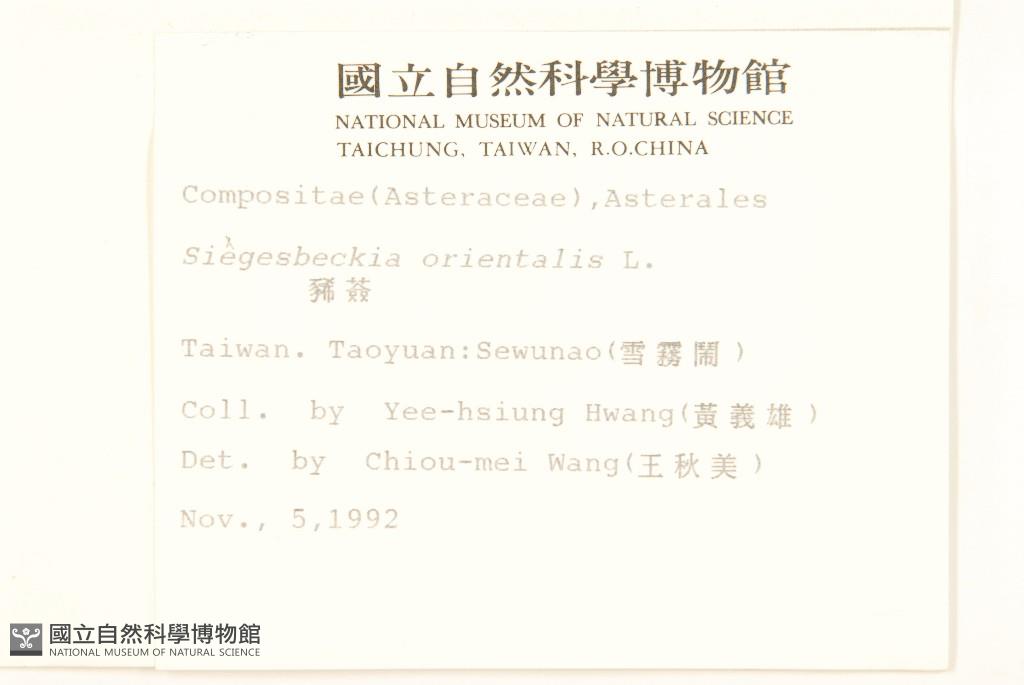 國立自然科學博物館
NATIONAL MUSEUM OF NATURAL SCIENCE
TAICHUNG, TAIWAN, R.O.CHINA
Compositae(Asteraceae),Asterales
Siegesbeckia orientalis L.
豨薟
Taiwan. Taoyuan:Sewunao(雪霧鬧)
Coll. by Yee-hsiung Hwang(黃義雄)
Det. by Chiou-mei Wang(王秋美)
Nov., 5,1992
國立自然科學博物館
NATIONAL MUSEUM OF NATURAL SCIENCE